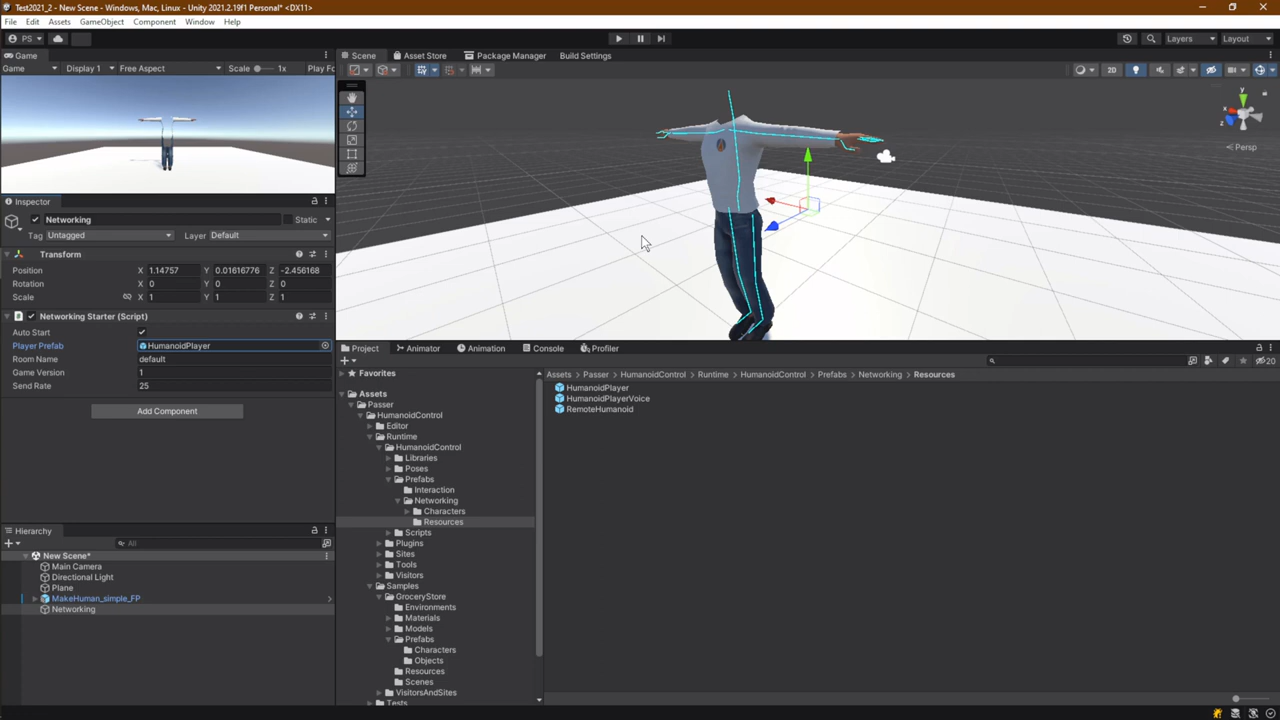 Test2021_2 - New Scene - Windows, Mac, Linux - Unity 2021.2.19f1 Personal* <DX11>
File Edit Assets GameObject Component Window Help
PS Layers Layout
Game
Game Display 1 Free Aspect Scale 1x Play Fo
Scene Asset Store Package Manager Build Settings
2D
y
x
z
Persp
Inspector
Networking Static
Tag Untagged Layer Default
Transform
Position X 1.14757 Y 0.01616776 Z -2.456168
Rotation X 0 Y 0 Z 0
Scale X 1 Y 1 Z 1
Networking Starter (Script)
Auto Start
Player Prefab HumanoidPlayer
Room Name default
Game Version 1
Send Rate 25
Add Component
Hierarchy
All
New Scene*
Main Camera
Directional Light
Plane
MakeHuman_simple_FP
Networking
Project Animator Animation Console Profiler
20
Favorites
Assets
Passer
HumanoidControl
Editor
Runtime
HumanoidControl
Libraries
Poses
Prefabs
Interaction
Networking
Characters
Resources
Scripts
Plugins
Sites
Tools
Visitors
Samples
GroceryStore
Environments
Materials
Models
Prefabs
Characters
Objects
Resources
Scenes
VisitorsAndSites
Tests
Assets Passer HumanoidControl Runtime HumanoidControl Prefabs Networking Resources
HumanoidPlayer
HumanoidPlayerVoice
RemoteHumanoid